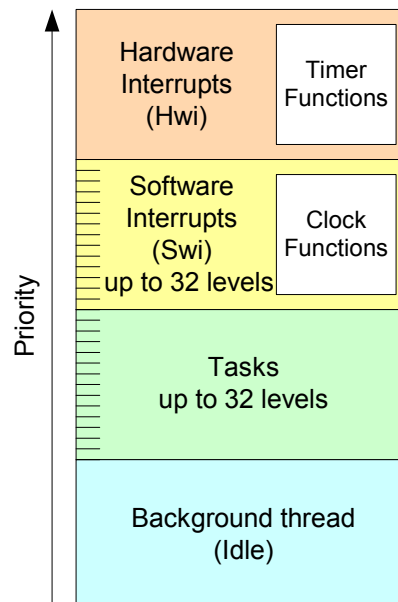 Priority
Hardware
Interrupts
(Hwi)
Timer
Functions
Software
Interrupts
(Swi)
up to 32 levels
Clock
Functions
Tasks
up to 32 levels
Background thread
(Idle)